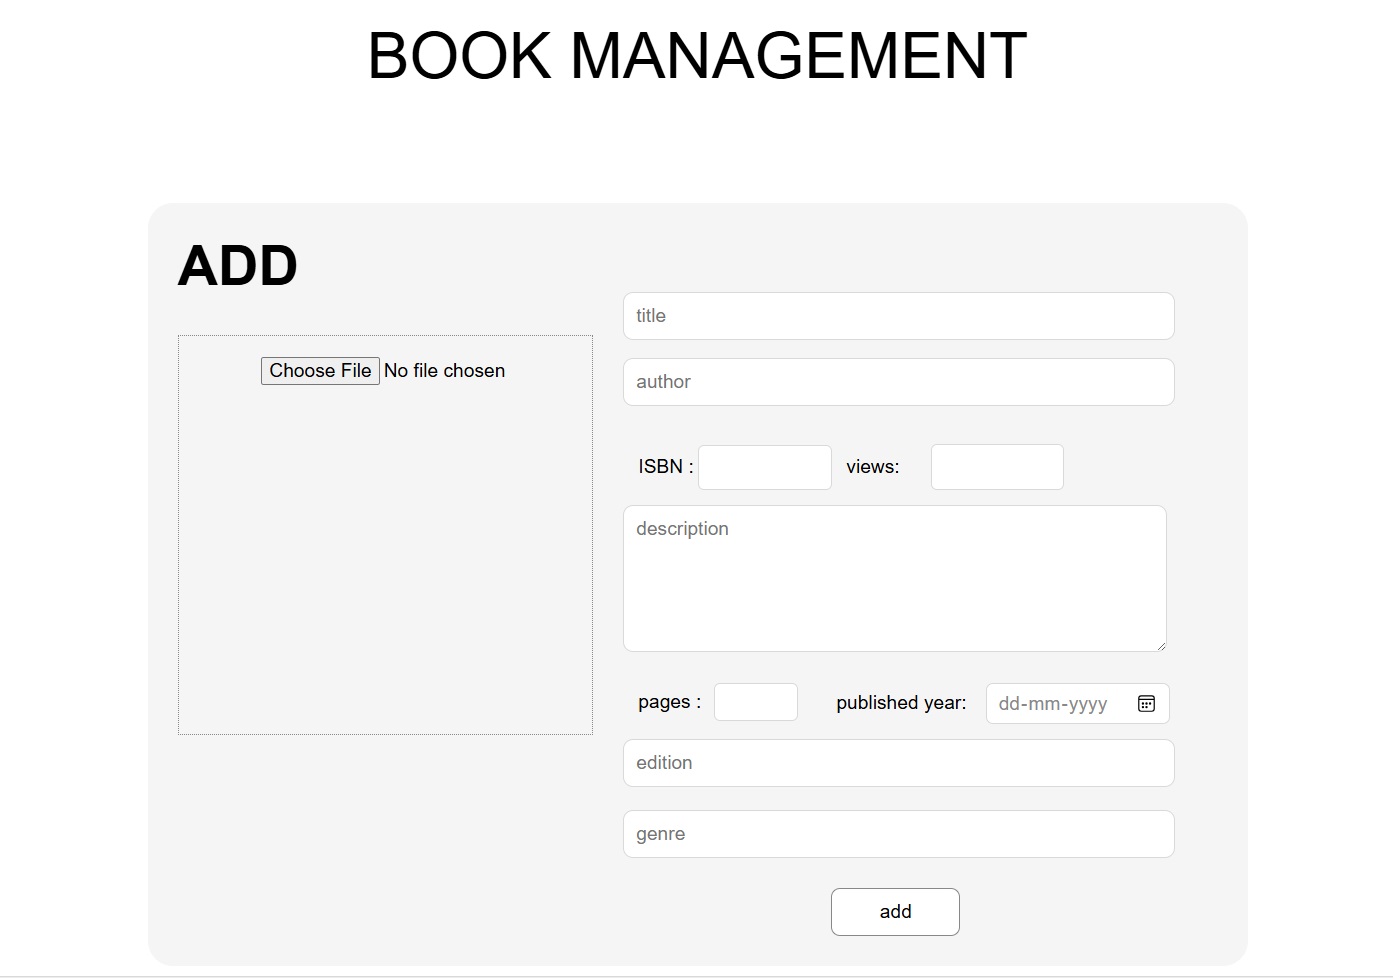 BOOK MANAGEMENT
ADD
Choose File No file chosen
title
author
ISBN : views:
description
pages : published year: dd-mm-yyyy
edition
genre
add